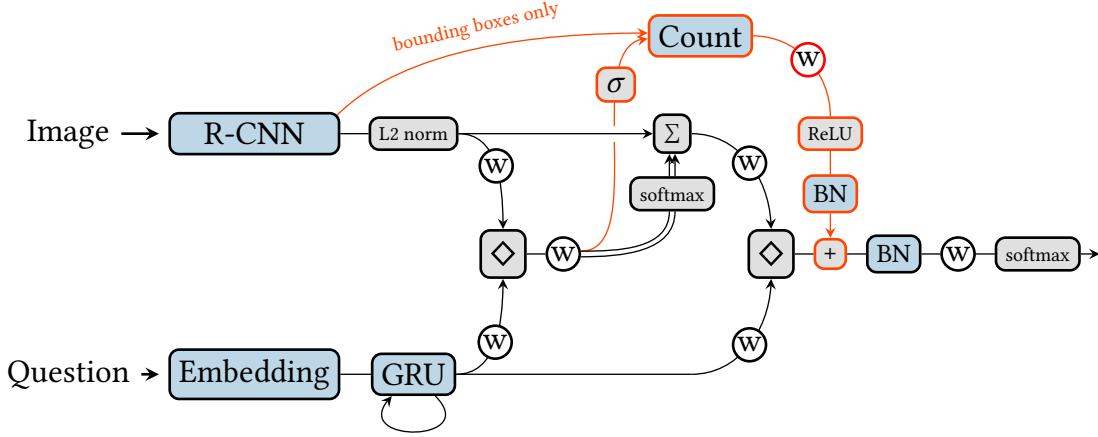 bounding boxes only
Count
w
σ
Image
R-CNN
L2 norm
Σ
ReLU
w
w
softmax
BN
◇
w
◇
+
BN
w
softmax
w
w
Question
Embedding
GRU